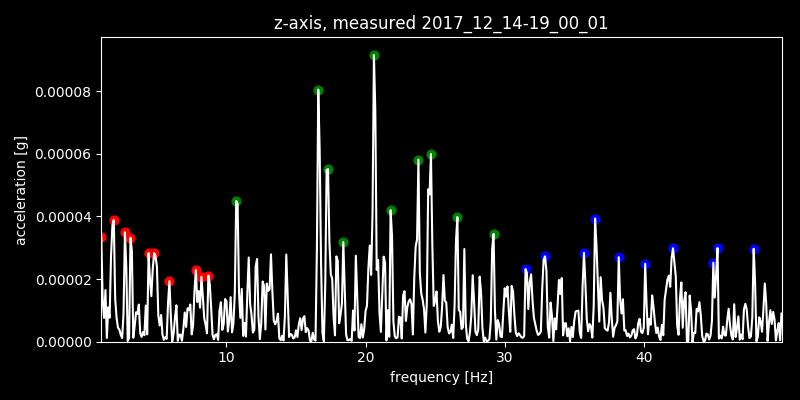 z-axis, measured 2017_12_14-19_00_01
acceleration [g]
0.00008
0.00006
0.00004
0.00002
0.00000
10 20 30 40
frequency [Hz]